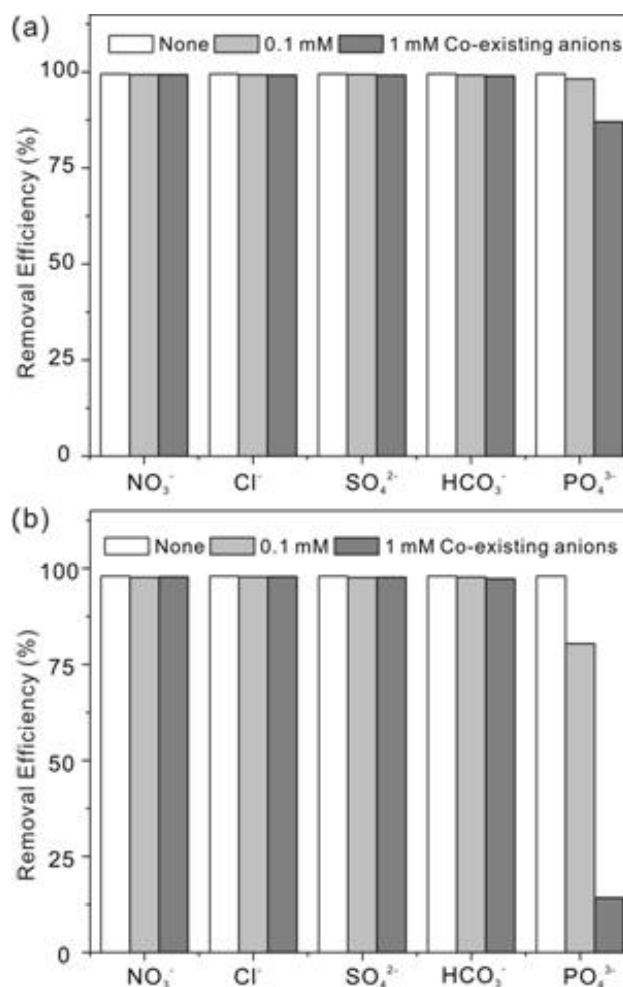 (a)
None 0.1 mM 1 mM Co-existing anions
100
75
50
25
0
Removal Efficiency (%)
NO₃⁻ Cl⁻ SO₄²⁻ HCO₃⁻ PO₄³⁻
(b)
None 0.1 mM 1 mM Co-existing anions
100
75
50
25
0
Removal Efficiency (%)
NO₃⁻ Cl⁻ SO₄²⁻ HCO₃⁻ PO₄³⁻